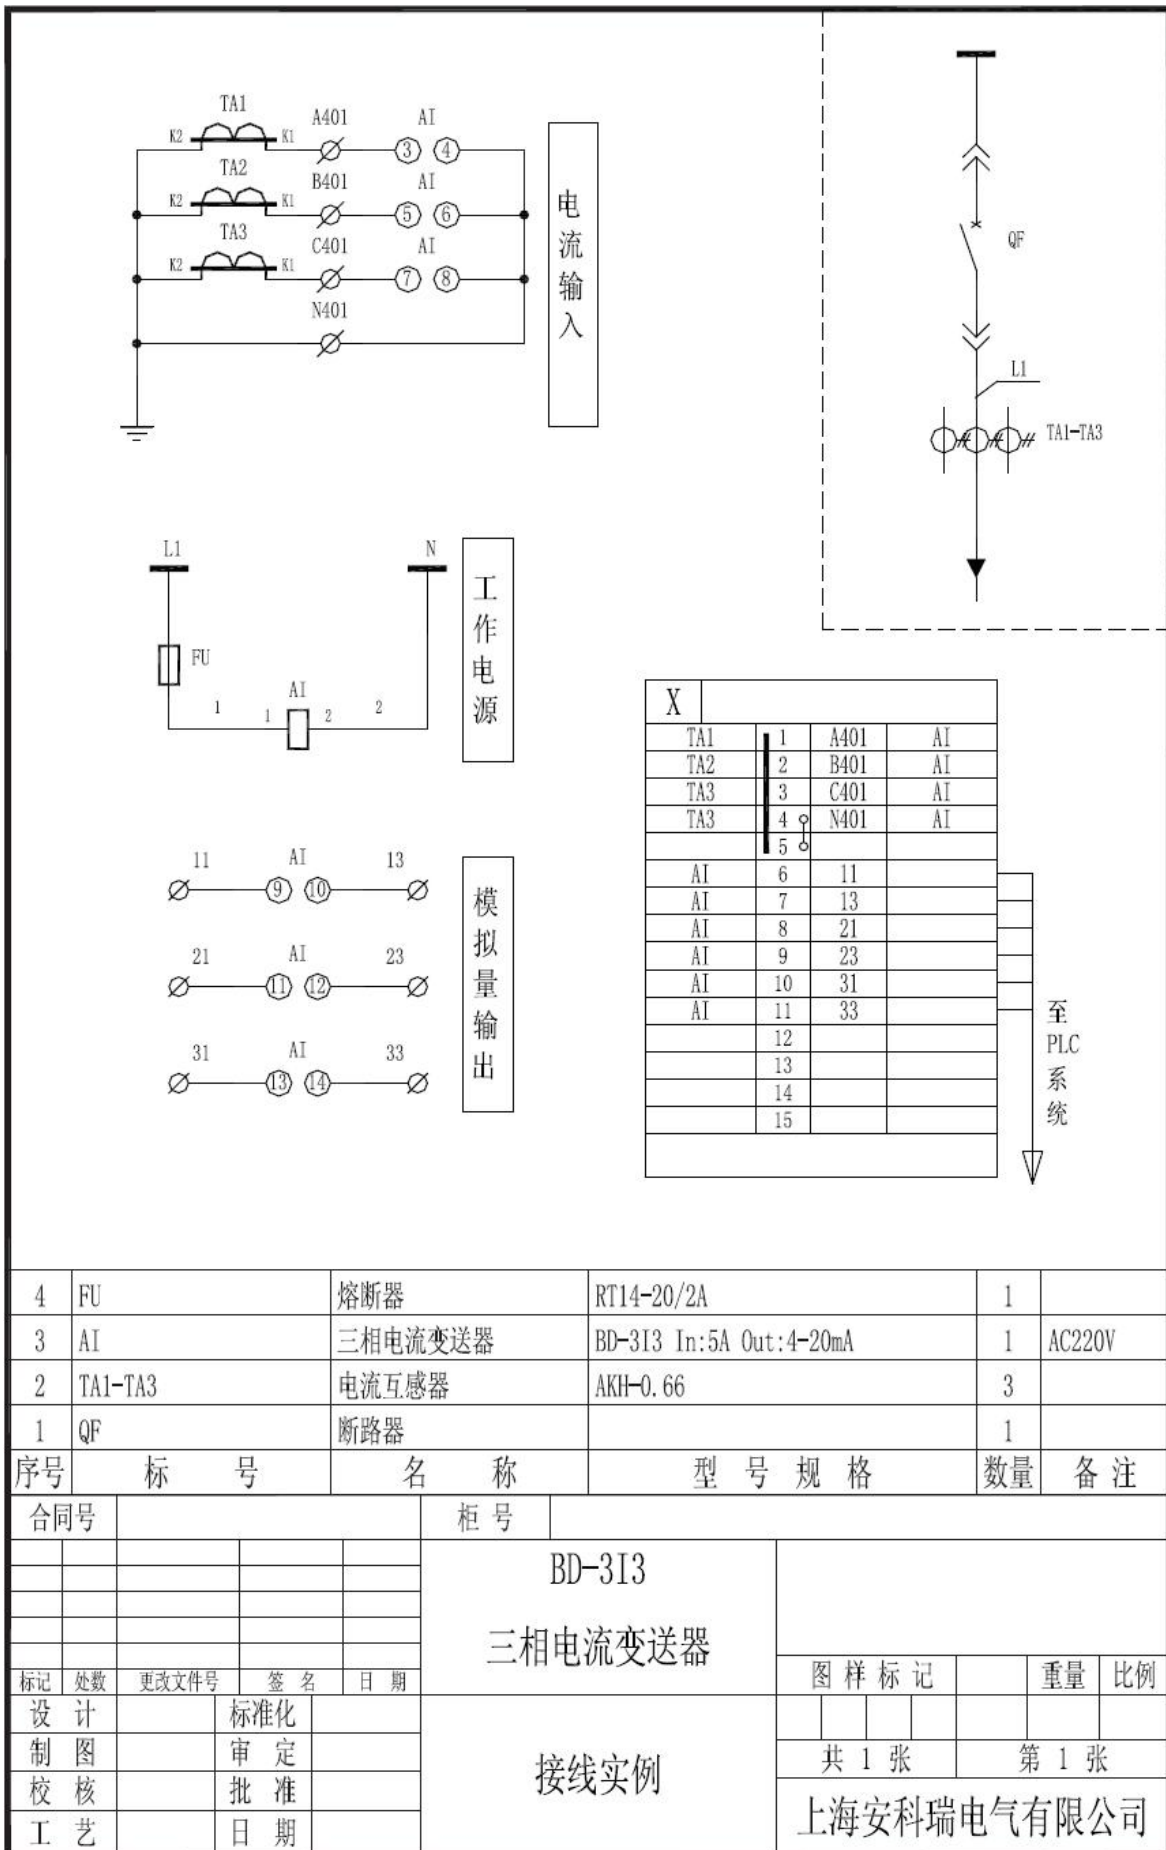 TA1 A401 AI
K2 K1 ③ ④
TA2 B401 AI
K2 K1 ⑤ ⑥
TA3 C401 AI
K2 K1 ⑦ ⑧
N401
电流输入
QF
L1
TA1-TA3
L1 N
FU
AI
1 1 2 2
工作电源
11 AI 13
⑨ ⑩
21 AI 23
⑪ ⑫
31 AI 33
⑬ ⑭
模拟量输出
X
TA1 1 A401 AI
TA2 2 B401 AI
TA3 3 C401 AI
TA3 4 N401 AI
5
AI 6 11
AI 7 13
AI 8 21
AI 9 23
AI 10 31
AI 11 33
12
13
14
15
至
PLC
系
统
4 FU 熔断器 RT14-20/2A 1
3 AI 三相电流变送器 BD-3I3 In:5A Out:4-20mA 1 AC220V
2 TA1-TA3 电流互感器 AKH-0.66 3
1 QF 断路器 1
序号 标 号 名 称 型 号 规 格 数量 备 注
合同号 柜 号
BD-3I3
三相电流变送器
标记 处数 更改文件号 签 名 日 期
图 样 标 记 重量 比例
设 计 标准化
制 图 审 定
校 核 批 准
工 艺 日 期
接线实例
共 1 张 第 1 张
上海安科瑞电气有限公司